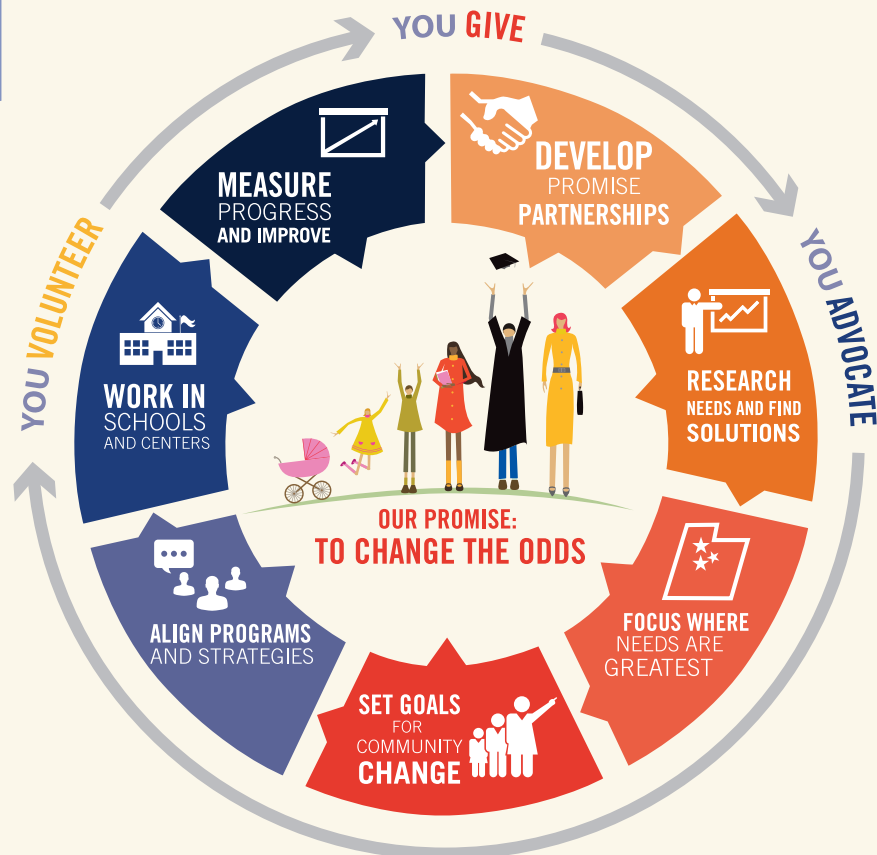 YOU GIVE
YOU ADVOCATE
YOU VOLUNTEER
DEVELOP
PROMISE
PARTNERSHIPS
RESEARCH
NEEDS AND FIND
SOLUTIONS
FOCUS WHERE
NEEDS ARE
GREATEST
SET GOALS
FOR
COMMUNITY
CHANGE
ALIGN PROGRAMS
AND STRATEGIES
WORK IN
SCHOOLS
AND CENTERS
MEASURE
PROGRESS
AND IMPROVE
OUR PROMISE:
TO CHANGE THE ODDS